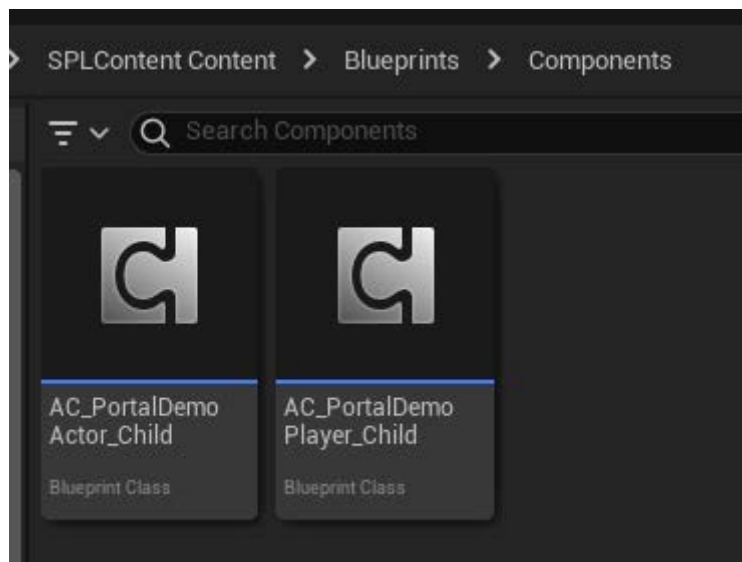 SPLContent Content > Blueprints > Components
Search Components
AC_PortalDemo
Actor_Child
Blueprint Class
AC_PortalDemo
Player_Child
Blueprint Class